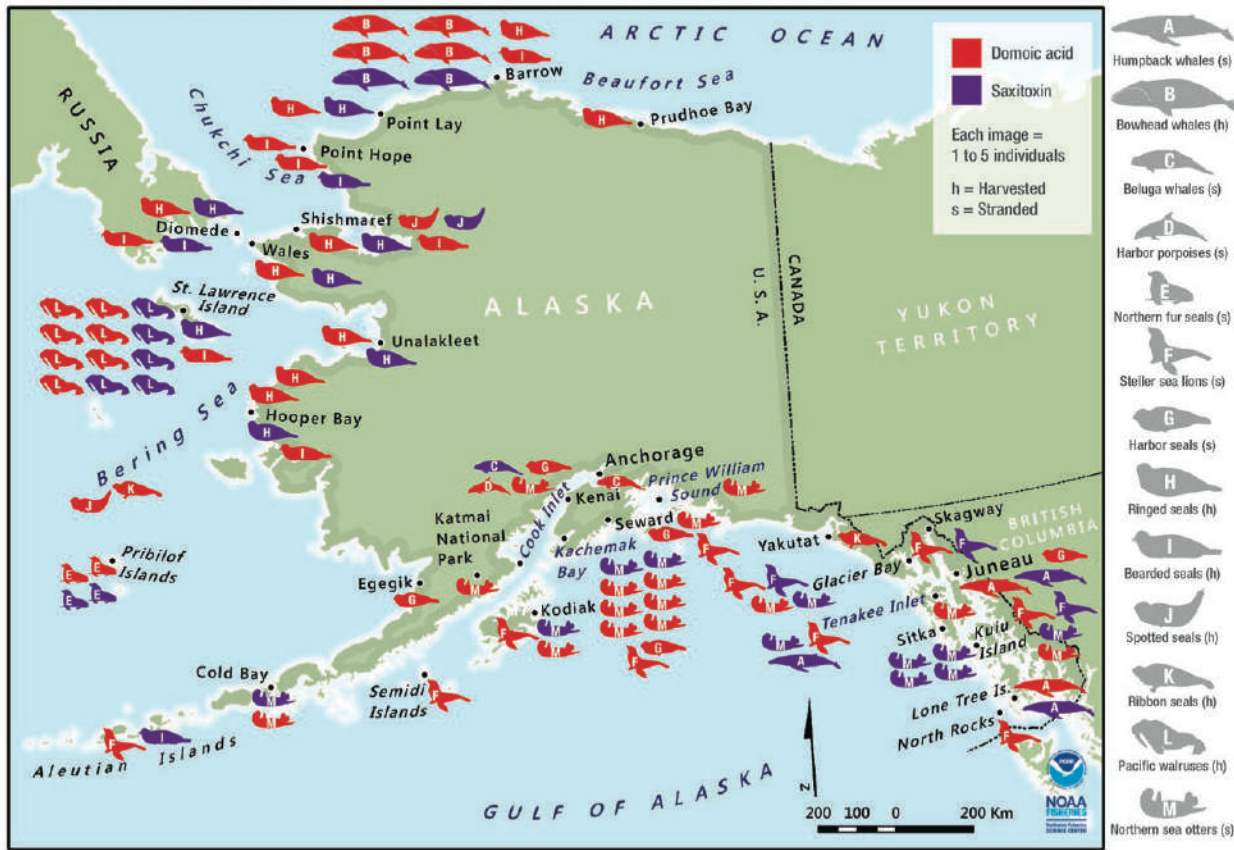 ARCTIC OCEAN
Beaufort Sea
Chukchi Sea
RUSSIA
Barrow
Point Lay
Prudhoe Bay
Point Hope
Shishmaref
Diomede
Wales
St. Lawrence
Island
Unalakleet
ALASKA
U.S.A.
CANADA
YUKON
TERRITORY
Bering Sea
Hooper Bay
Anchorage
Prince William
Sound
Kenai
Cook Inlet
Seward
Katmai
National
Park
Kachemak
Bay
Pribilof
Islands
Egegik
Kodiak
Yakutat
Skagway
BRITISH
COLUMBIA
Glacier Bay
Juneau
Tenakee Inlet
Sitka
Kuiu
Island
Cold Bay
Semidi
Islands
Lone Tree Is.
North Rocks
Aleutian Islands
GULF OF ALASKA
Z
200 100 0 200 Km
NOAA
NOAA
FISHERIES
Domoic acid
Saxitoxin
Each image =
1 to 5 individuals
h = Harvested
s = Stranded
A
Humpback whales (s)
B
Bowhead whales (h)
C
Beluga whales (s)
D
Harbor porpoises (s)
E
Northern fur seals (s)
F
Steller sea lions (s)
G
Harbor seals (s)
H
Ringed seals (h)
I
Bearded seals (h)
J
Spotted seals (h)
K
Ribbon seals (h)
L
Pacific walruses (h)
M
Northern sea otters (s)